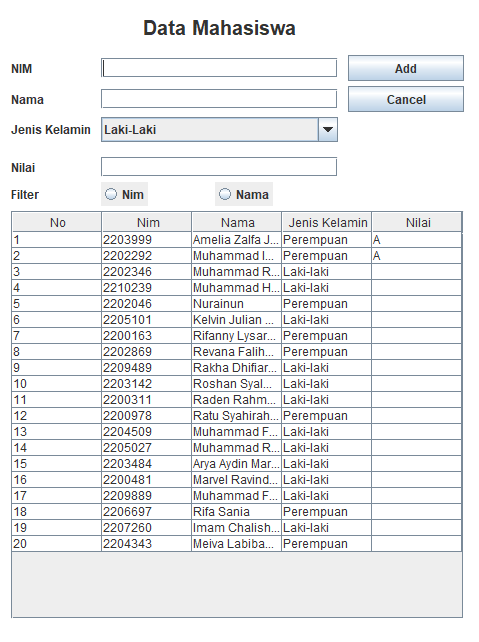 Data Mahasiswa
NIM Add
Nama Cancel
Jenis Kelamin Laki-Laki
Nilai
Filter Nim Nama
No Nim Nama Jenis Kelamin Nilai
1 2203999 Amelia Zalfa J... Perempuan A
2 2202292 Muhammad I... Perempuan A
3 2202346 Muhammad R... Laki-laki
4 2210239 Muhammad H... Laki-laki
5 2202046 Nurainun Perempuan
6 2205101 Kelvin Julian ... Laki-laki
7 2200163 Rifanny Lysar... Perempuan
8 2202869 Revana Falih... Perempuan
9 2209489 Rakha Dhifiar... Laki-laki
10 2203142 Roshan Syal... Laki-laki
11 2200311 Raden Rahm... Laki-laki
12 2200978 Ratu Syahirah... Perempuan
13 2204509 Muhammad F... Laki-laki
14 2205027 Muhammad R... Laki-laki
15 2203484 Arya Aydin Mar... Laki-laki
16 2200481 Marvel Ravind... Laki-laki
17 2209889 Muhammad F... Laki-laki
18 2206697 Rifa Sania Perempuan
19 2207260 Imam Chalish... Laki-laki
20 2204343 Meiva Labiba... Perempuan